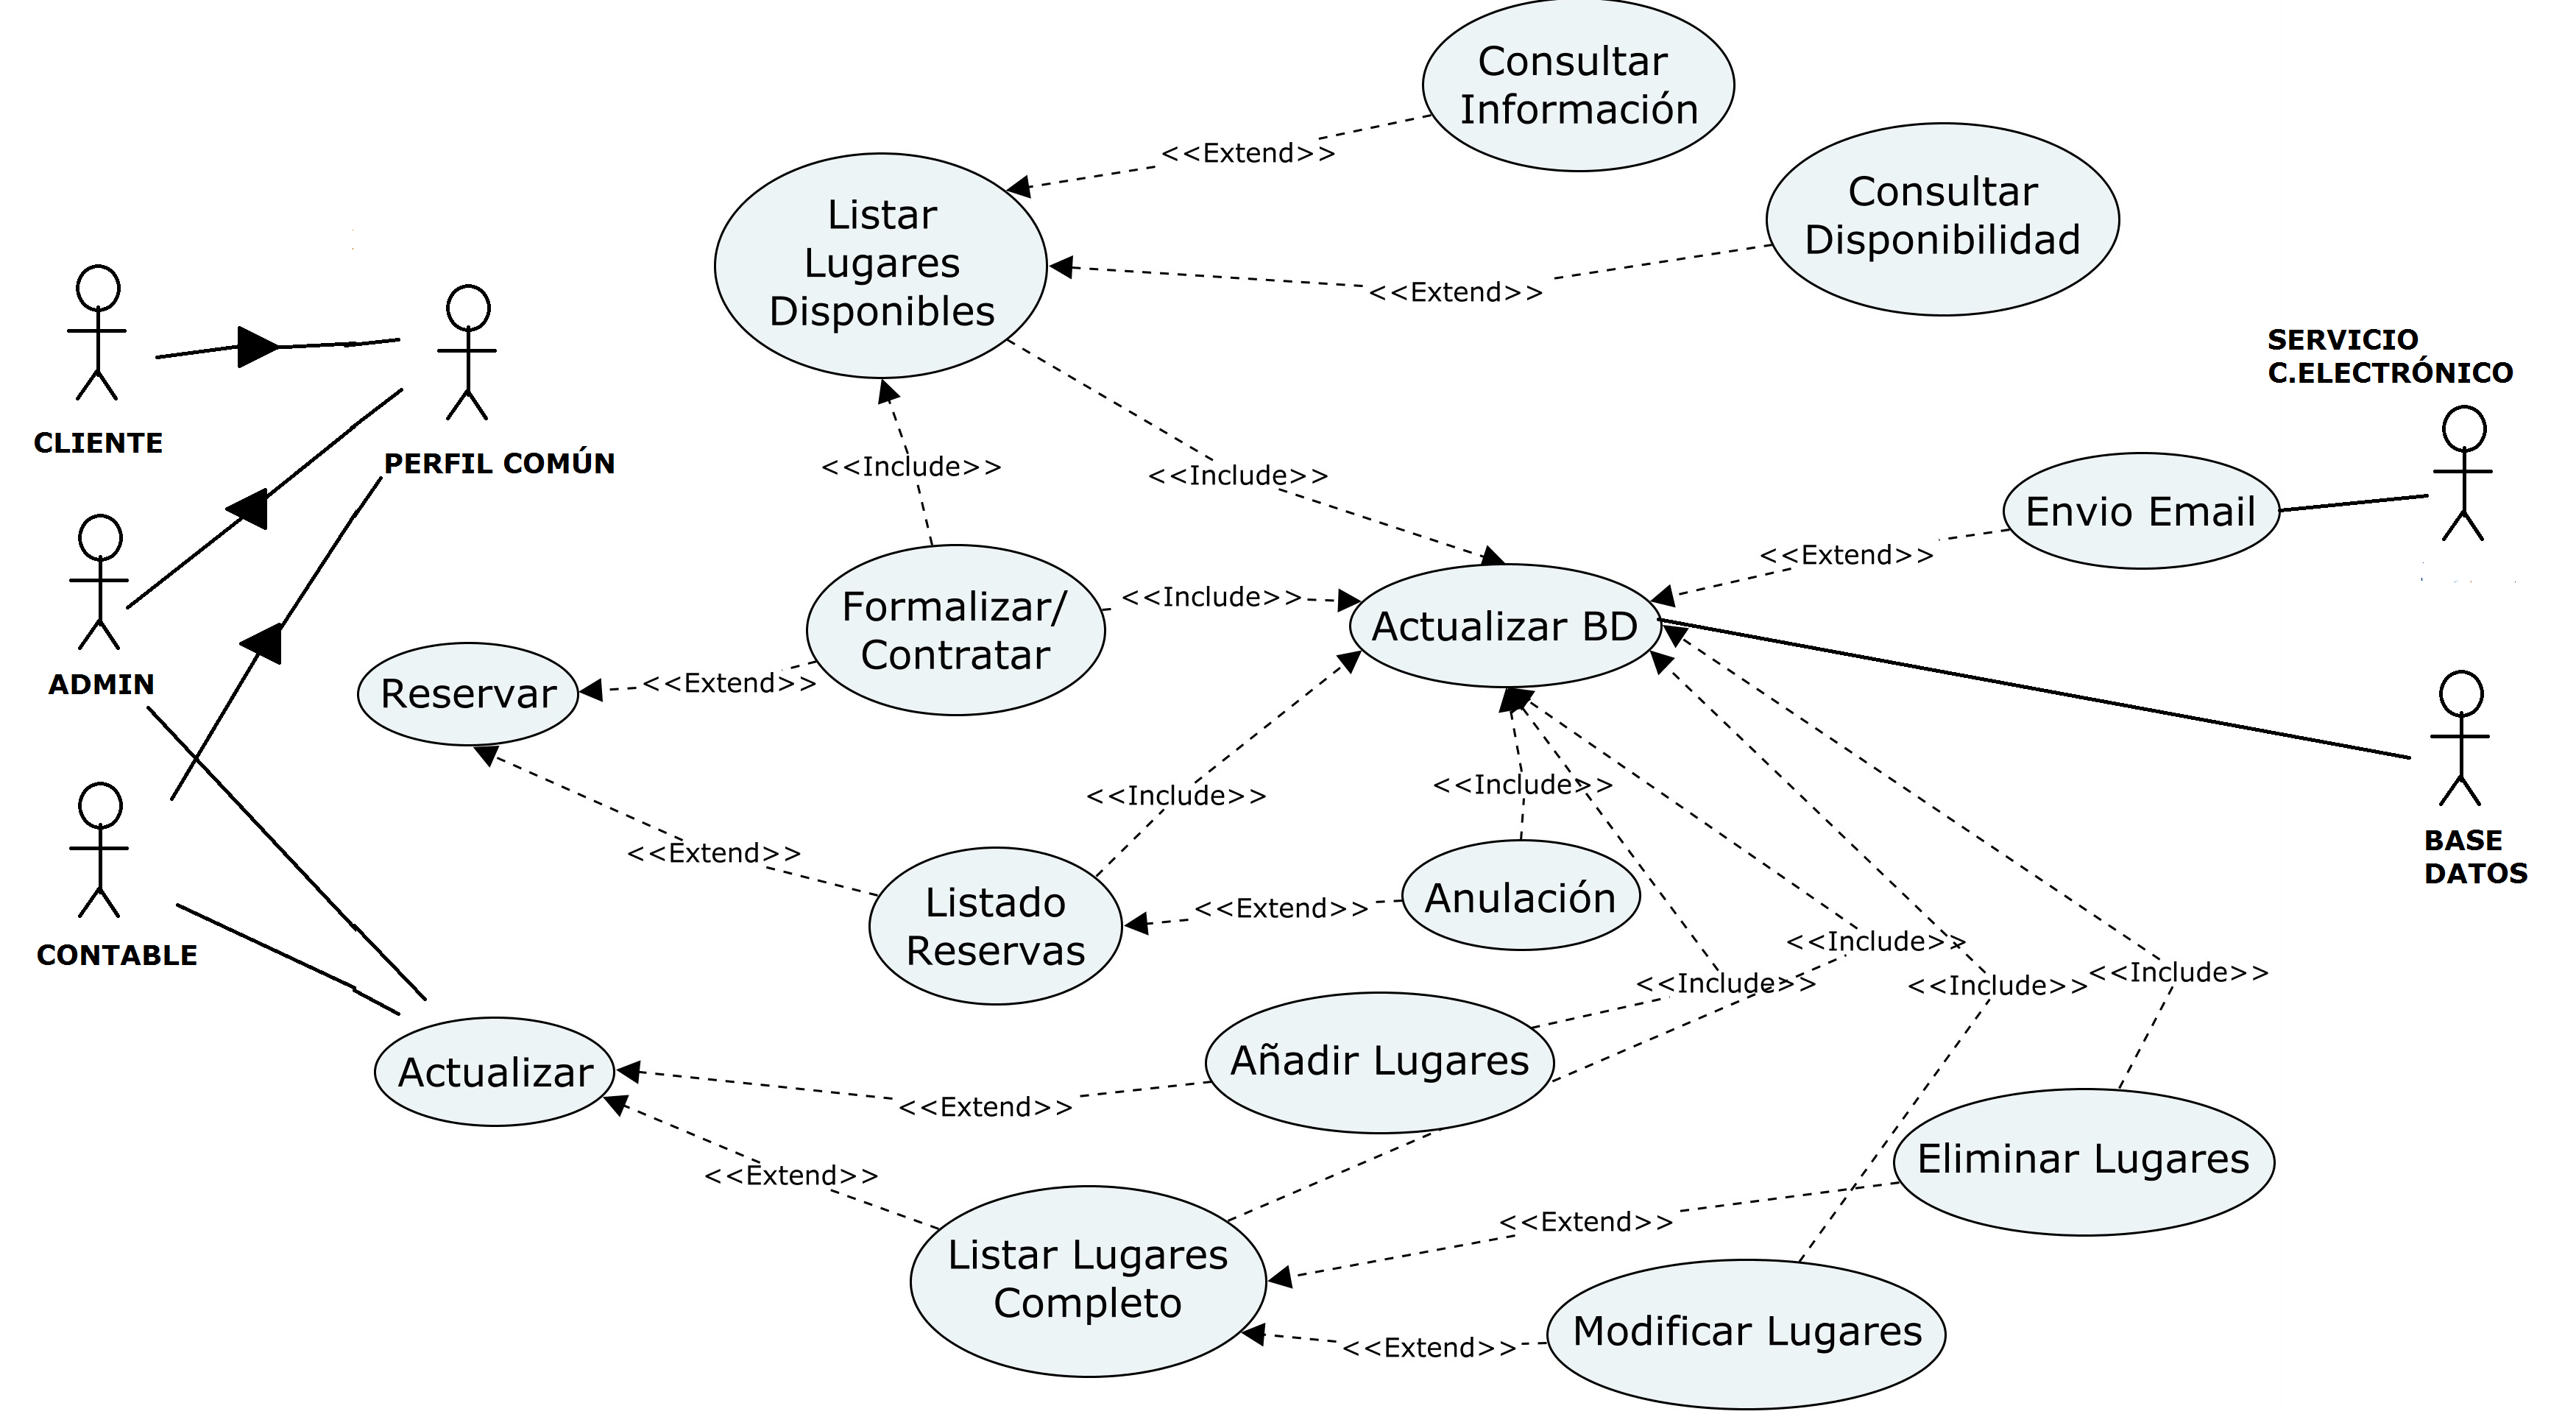 Consultar
Información
<<Extend>>
Consultar
Disponibilidad
Listar
Lugares
Disponibles
<<Extend>>
SERVICIO
C.ELECTRÓNICO
CLIENTE
PERFIL COMÚN
<<Include>>
<<Include>>
Envio Email
<<Extend>>
Formalizar/
Contratar
<<Include>>
Actualizar BD
ADMIN
Reservar
<<Extend>>
<<Include>>
<<Include>>
BASE
DATOS
<<Extend>>
Listado
Reservas
<<Extend>>
Anulación
CONTABLE
<<Include>>
<<Include>>
<<Include>>
<<Include>>
Actualizar
<<Extend>>
Añadir Lugares
<<Extend>>
Eliminar Lugares
<<Extend>>
Listar Lugares
Completo
<<Extend>>
Modificar Lugares